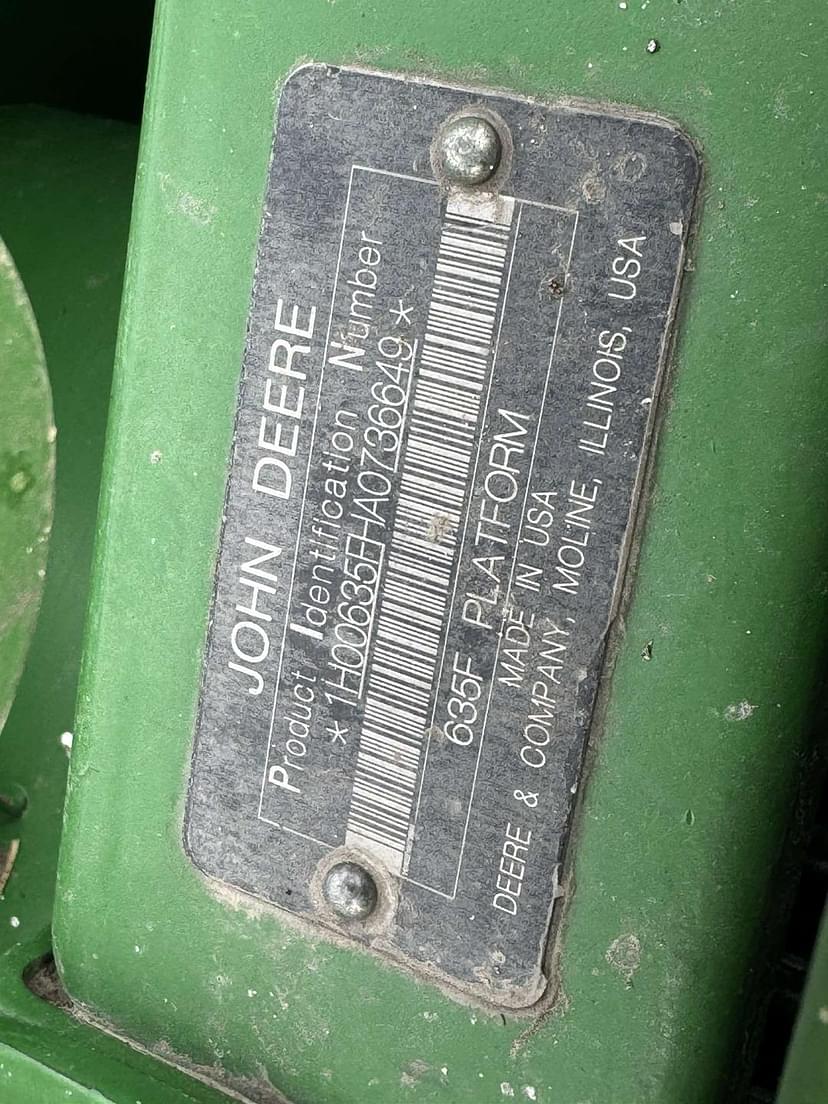 JOHN DEERE
Product Identification Number
*1H00635FHA0736649*
635F PLATFORM
MADE IN USA
DEERE & COMPANY, MOLINE, ILLINOIS, USA